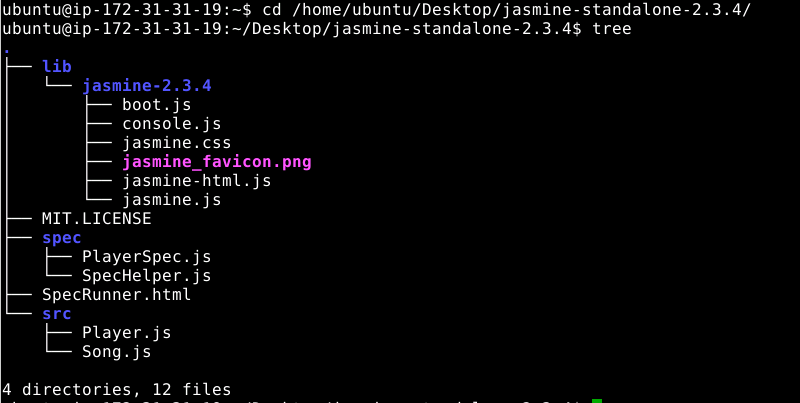 ubuntu@ip-172-31-31-19:~$ cd /home/ubuntu/Desktop/jasmine-standalone-2.3.4/
ubuntu@ip-172-31-31-19:~/Desktop/jasmine-standalone-2.3.4$ tree
.
├── lib
│   └── jasmine-2.3.4
│       ├── boot.js
│       ├── console.js
│       ├── jasmine.css
│       ├── jasmine_favicon.png
│       ├── jasmine-html.js
│       └── jasmine.js
├── MIT.LICENSE
├── spec
│   ├── PlayerSpec.js
│   └── SpecHelper.js
├── SpecRunner.html
└── src
    ├── Player.js
    └── Song.js
4 directories, 12 files